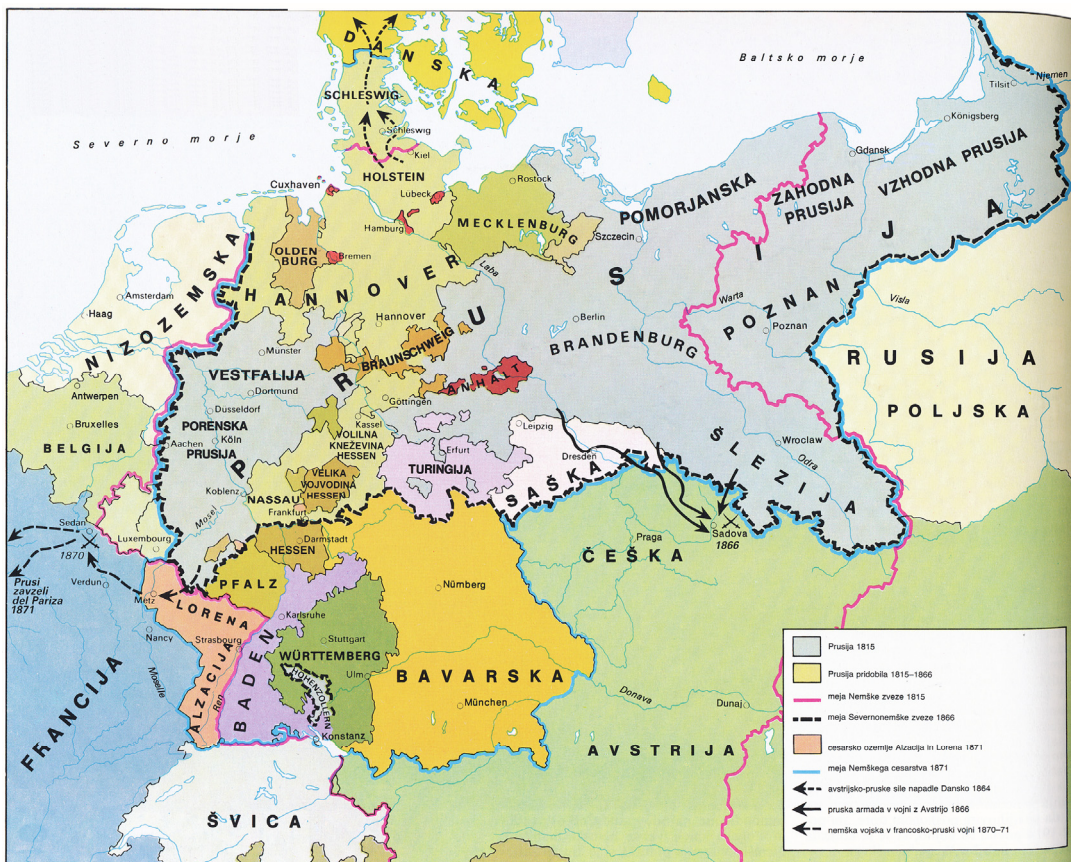 DANSKA
Baltsko morje
Njemen
Tilsit
SCHLESWIG-
Königsberg
Severno morje
Schleswig
Gdansk
Kiel
HOLSTEIN
Cuxhaven
Rostock
Lübeck
POMORJANSKA
ZAHODNA
PRUSIJA
VZHODNA PRUSIJA
MECKLENBURG
Hamburg
Szczecin
OLDEN
BURG
Bremen
Laba
NIZOZEMSKA
HANNOVER
PRUSIJA
Amsterdam
Haag
Warta
POZNAN
Visla
Hannover
Berlin
Poznan
BRANDENBURG
Münster
BRAUNSCHWEIG
RUSIJA
VESTFALIJA
ANHALT
Antwerpen
Dortmund
Göttingen
POLJSKA
Düsseldorf
Kassel
Bruxelles
PORENSKA
PRUSIJA
Leipzig
BELGIJA
Aachen
Köln
VOLILNA
KNEŽEVINA
HESSEN
Erfurt
Dresden
Wroclaw
ŠLEZIJA
Odra
TURINGIJA
VELIKA
VOJVODINA
HESSEN
SAŠKA
Koblenz
NASSAU
Frankfurt
Mosel
Sedan
1870
Luxembourg
Darmstadt
HESSEN
Praga
Sadova
1866
ČEŠKA
Prusi
zavzeli
del Pariza
1871
Verdun
PFALZ
Nümberg
Metz
LORENA
Karlsruhe
Nancy
Strasbourg
Stuttgart
WÜRTTEMBERG
FRANCIJA
Moselle
ALZACIJA
Ren
BADEN
HOHENZOLLERN
Ulm
BAVARSKA
Donava
Dunaj
München
Konstanz
AVSTRIJA
ŠVICA
Prusija 1815
Prusija pridobila 1815–1866
meja Nemške zveze 1815
meja Severnonemške zveze 1866
cesarsko ozemlje Alzacija in Lorena 1871
meja Nemškega cesarstva 1871
avstrijsko-pruske sile napadle Dansko 1864
pruska armada v vojni z Avstrijo 1866
nemška vojska v francosko-pruski vojni 1870–71